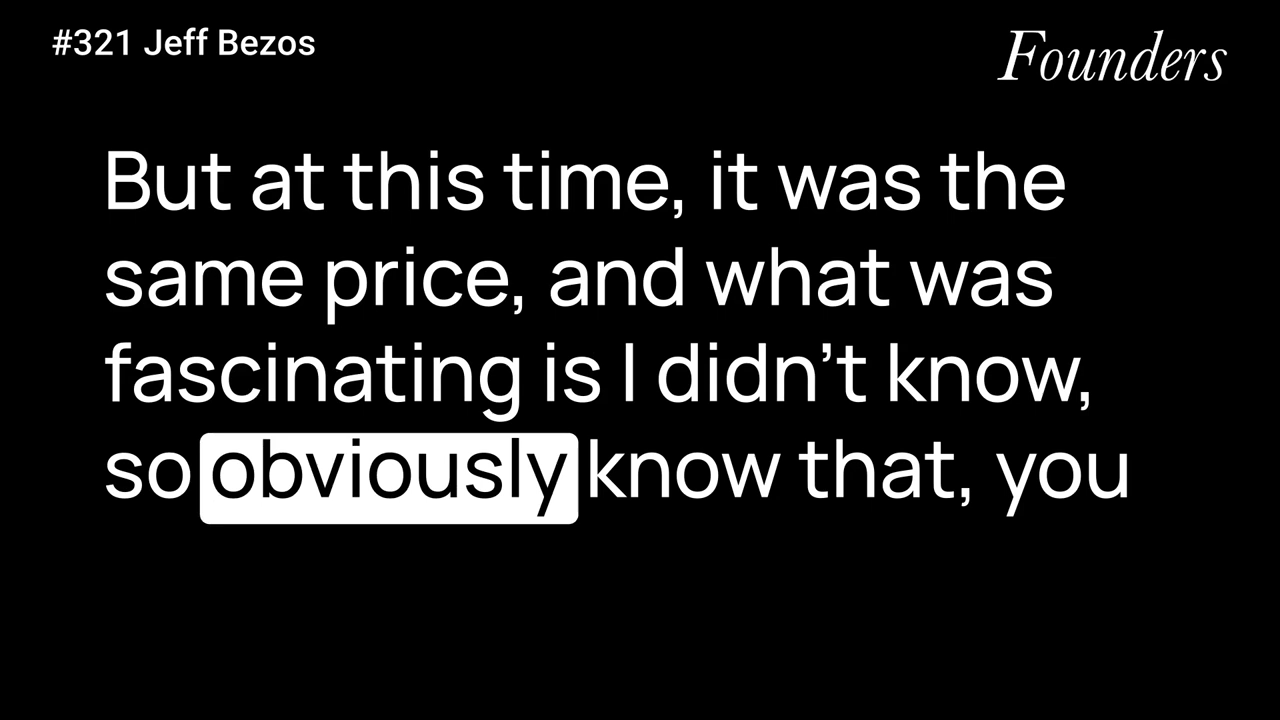 #321 Jeff Bezos
Founders
But at this time, it was the
same price, and what was
fascinating is I didn’t know,
so obviously know that, you